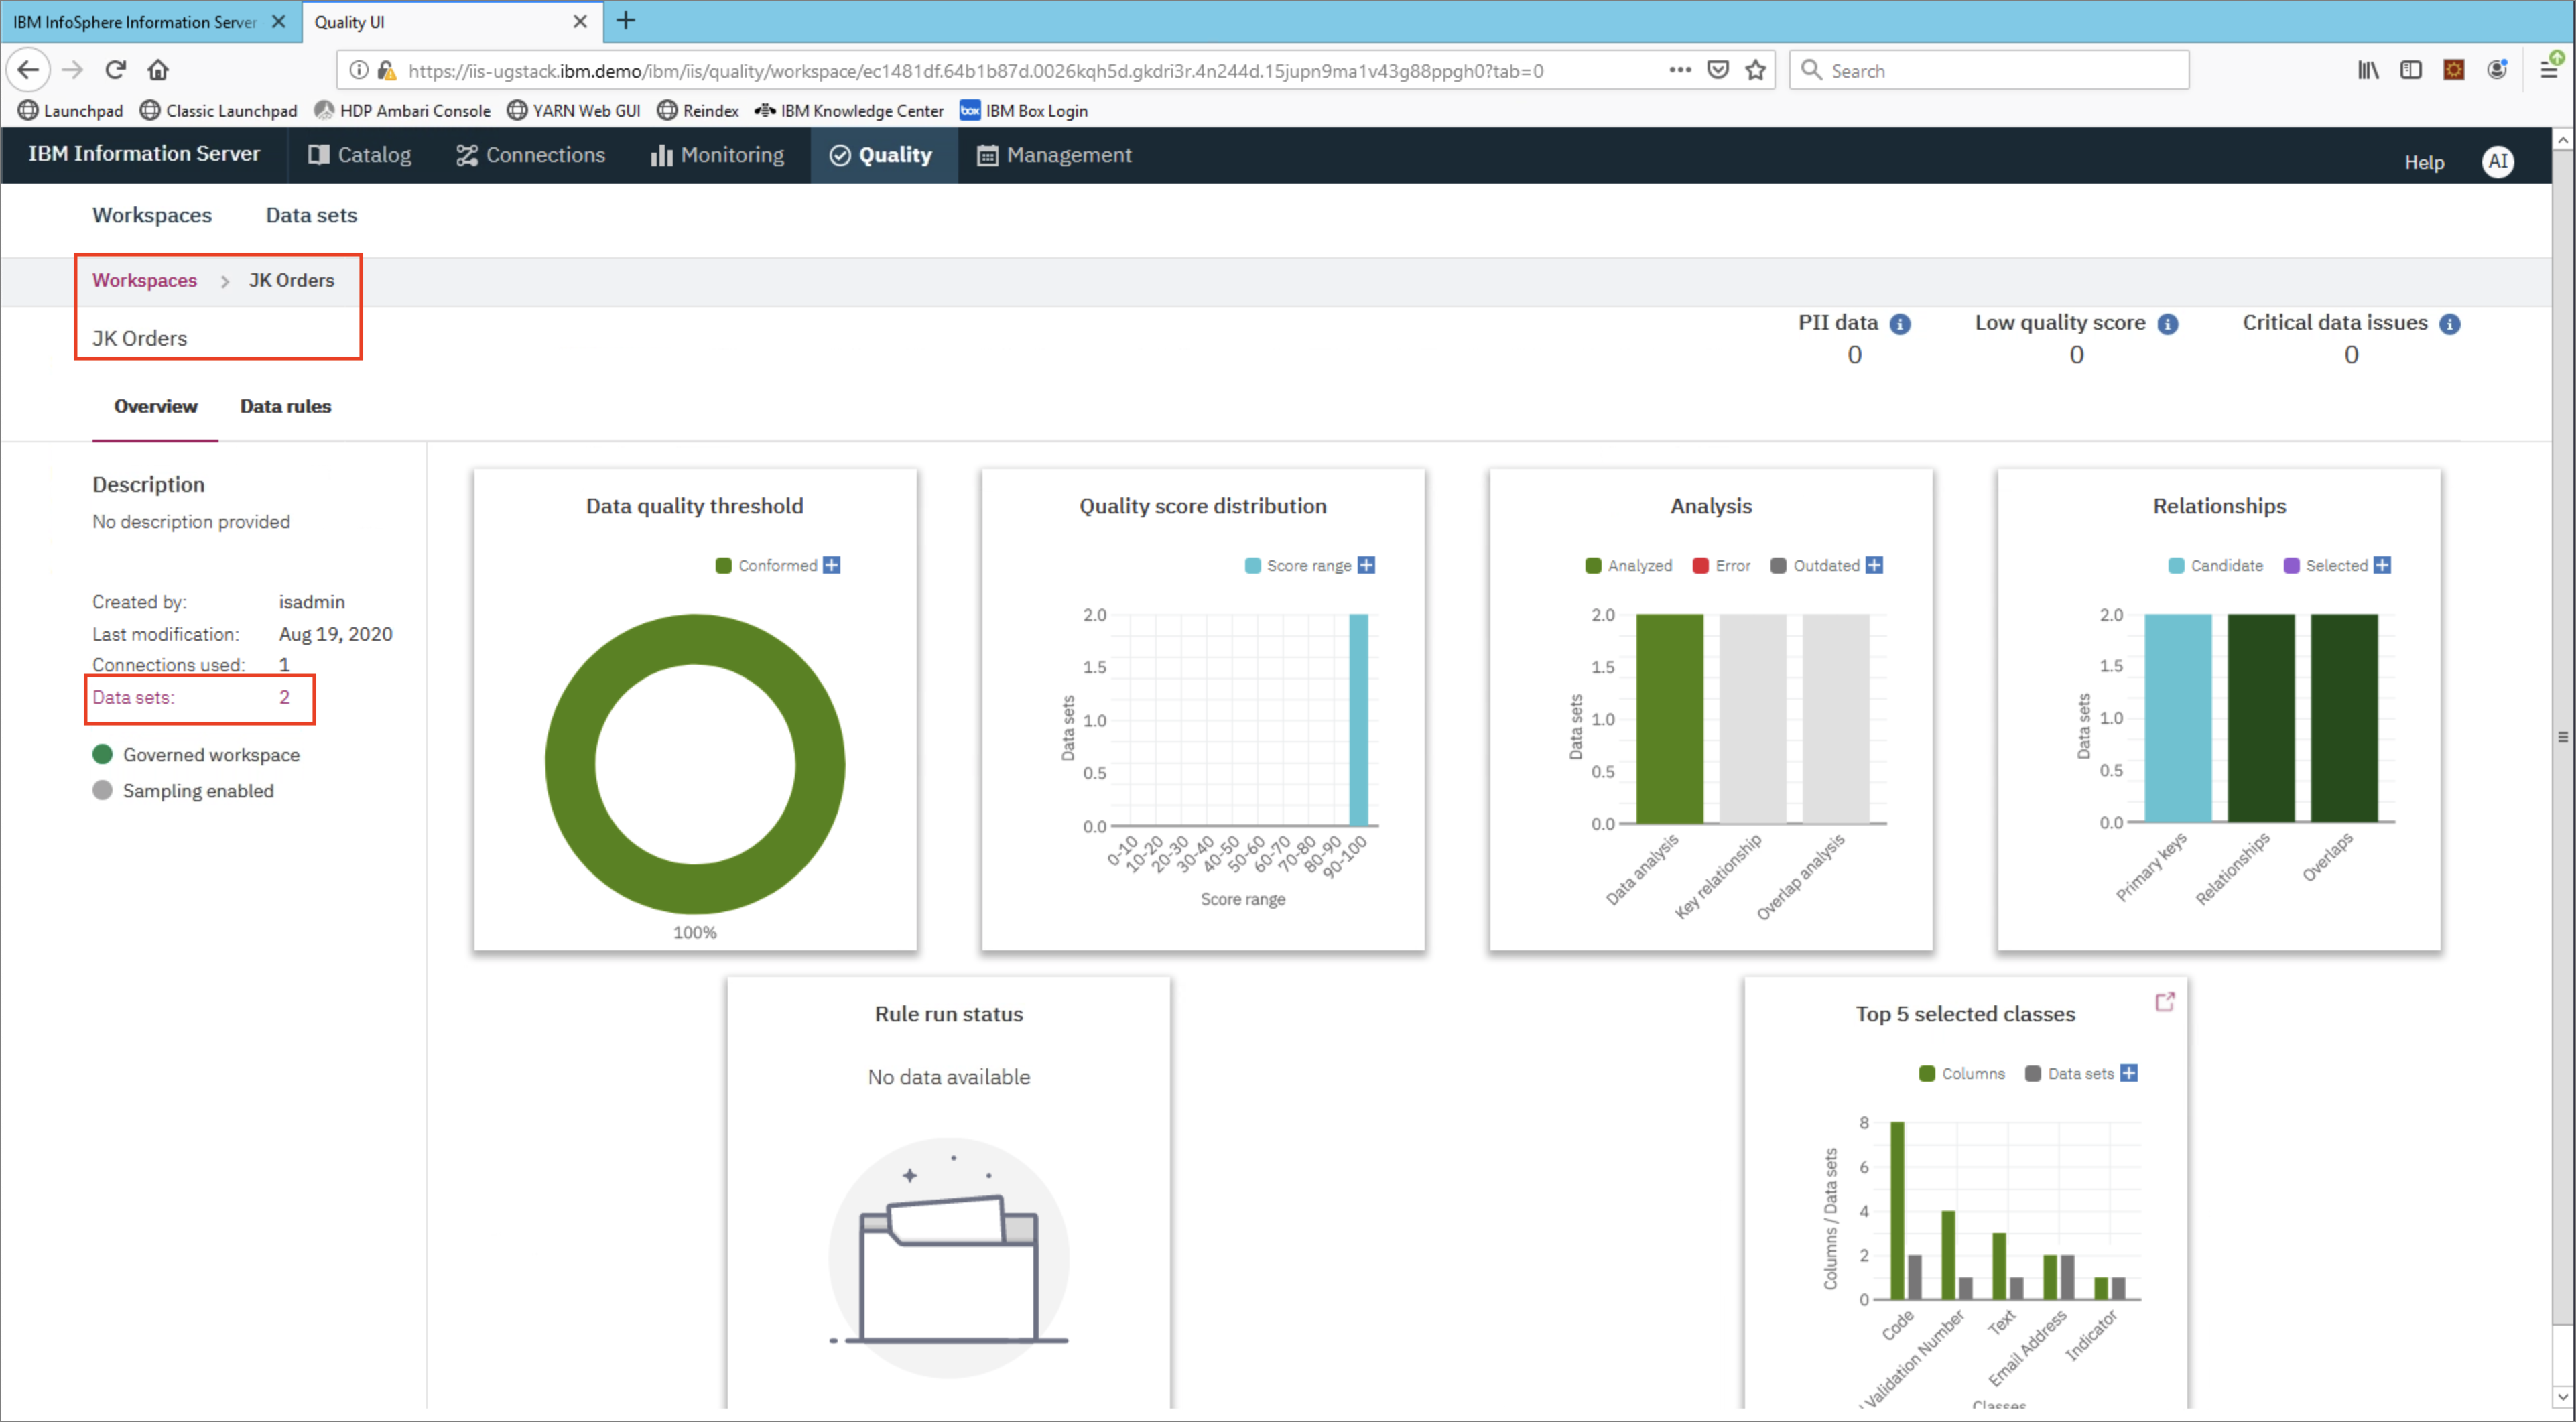 IBM InfoSphere Information Server
Quality UI
https://iis-ugstack.ibm.demo/ibm/iis/quality/workspace/ec1481df.64b1b87d.0026kqh5d.gkdri3r.4n244d.15jupn9ma1v43g88ppgh0?tab=0
Search
Launchpad
Classic Launchpad
HDP Ambari Console
YARN Web GUI
Reindex
IBM Knowledge Center
box
IBM Box Login
IBM Information Server
Catalog
Connections
Monitoring
Quality
Management
Help
AI
Workspaces
Data sets
Workspaces > JK Orders
JK Orders
PII data
0
Low quality score
0
Critical data issues
0
Overview
Data rules
Description
No description provided
Created by: isadmin
Last modification: Aug 19, 2020
Connections used: 1
Data sets: 2
Governed workspace
Sampling enabled
Data quality threshold
Conformed
100%
Quality score distribution
Score range
2.0
1.5
1.0
0.5
0.0
Data sets
0-10
10-20
20-30
30-40
40-50
50-60
60-70
70-80
80-90
90-100
Score range
Analysis
Analyzed
Error
Outdated
2.0
1.5
1.0
0.5
0.0
Data sets
Data analysis
Key relationship
Overlap analysis
Relationships
Candidate
Selected
2.0
1.5
1.0
0.5
0.0
Data sets
Primary keys
Relationships
Overlaps
Rule run status
No data available
Top 5 selected classes
Columns
Data sets
8
6
4
2
0
Columns / Data sets
Code
Validation Number
Text
Email Address
Indicator
Classes